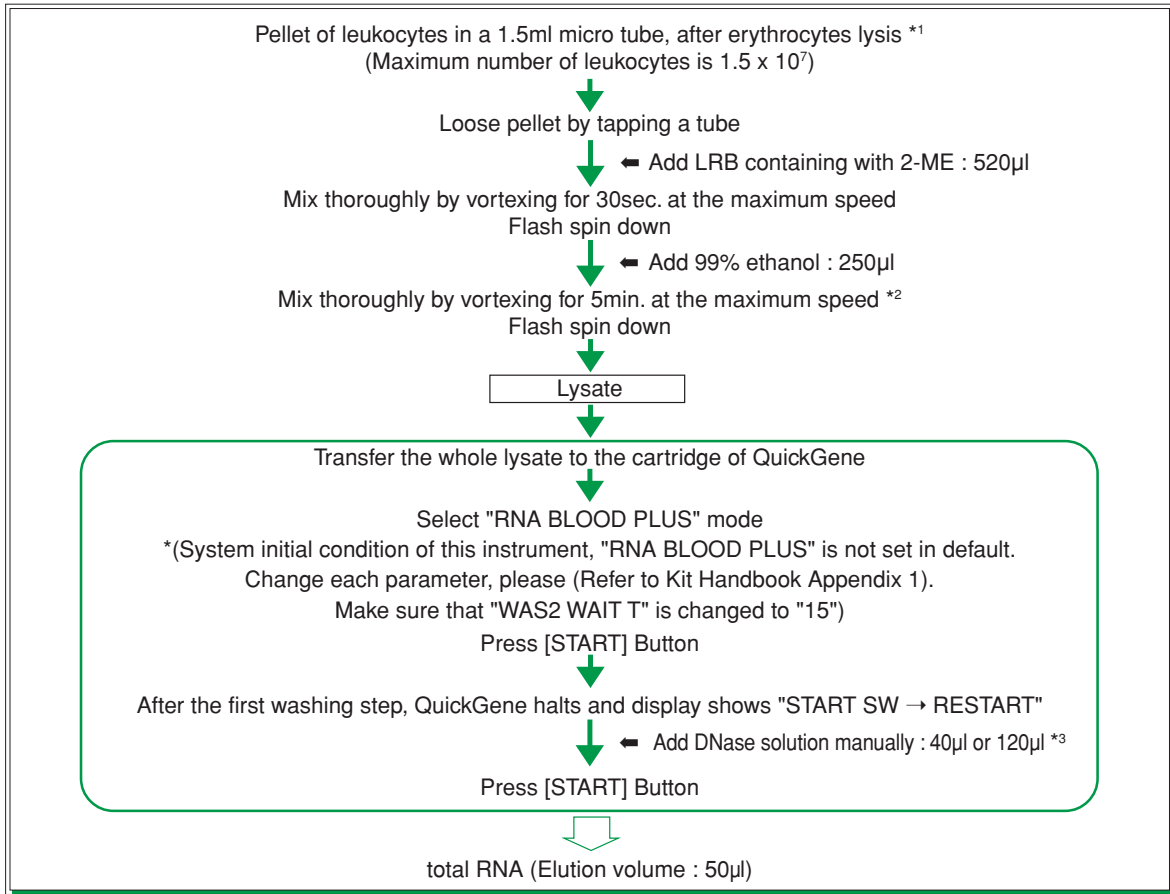 Pellet of leukocytes in a 1.5ml micro tube, after erythrocytes lysis *1
(Maximum number of leukocytes is 1.5 x 10⁷)
Loose pellet by tapping a tube
⬅ Add LRB containing with 2-ME : 520µl
Mix thoroughly by vortexing for 30sec. at the maximum speed
Flash spin down
⬅ Add 99% ethanol : 250µl
Mix thoroughly by vortexing for 5min. at the maximum speed *2
Flash spin down
Lysate
Transfer the whole lysate to the cartridge of QuickGene
Select "RNA BLOOD PLUS" mode
*(System initial condition of this instrument, "RNA BLOOD PLUS" is not set in default.
Change each parameter, please (Refer to Kit Handbook Appendix 1).
Make sure that "WAS2 WAIT T" is changed to "15")
Press [START] Button
After the first washing step, QuickGene halts and display shows "START SW → RESTART"
⬅ Add DNase solution manually : 40µl or 120µl *3
Press [START] Button
total RNA (Elution volume : 50µl)